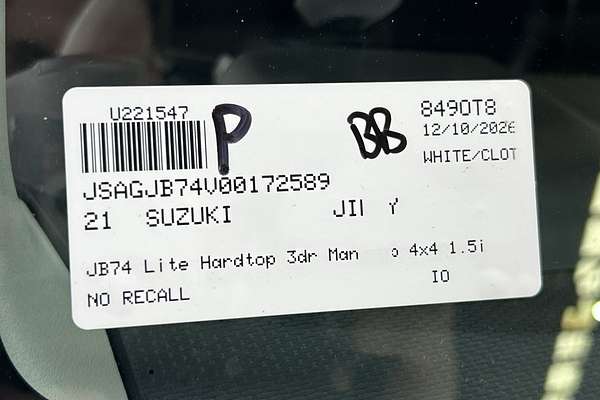 U221547 P BB 849OT8
12/10/2026
WHITE/CLOT
JSAGJB74V00172589
21 SUZUKI
JB74 Lite Hardtop 3dr Man 4x4 1.5i
NO RECALL IO